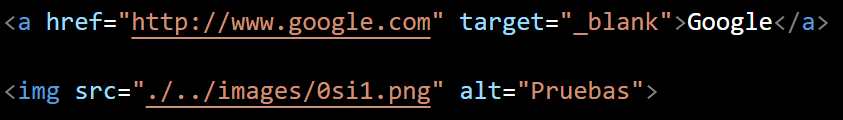 <a href="http://www.google.com" target="_blank">Google</a>
<img src="./../images/0si1.png" alt="Pruebas">